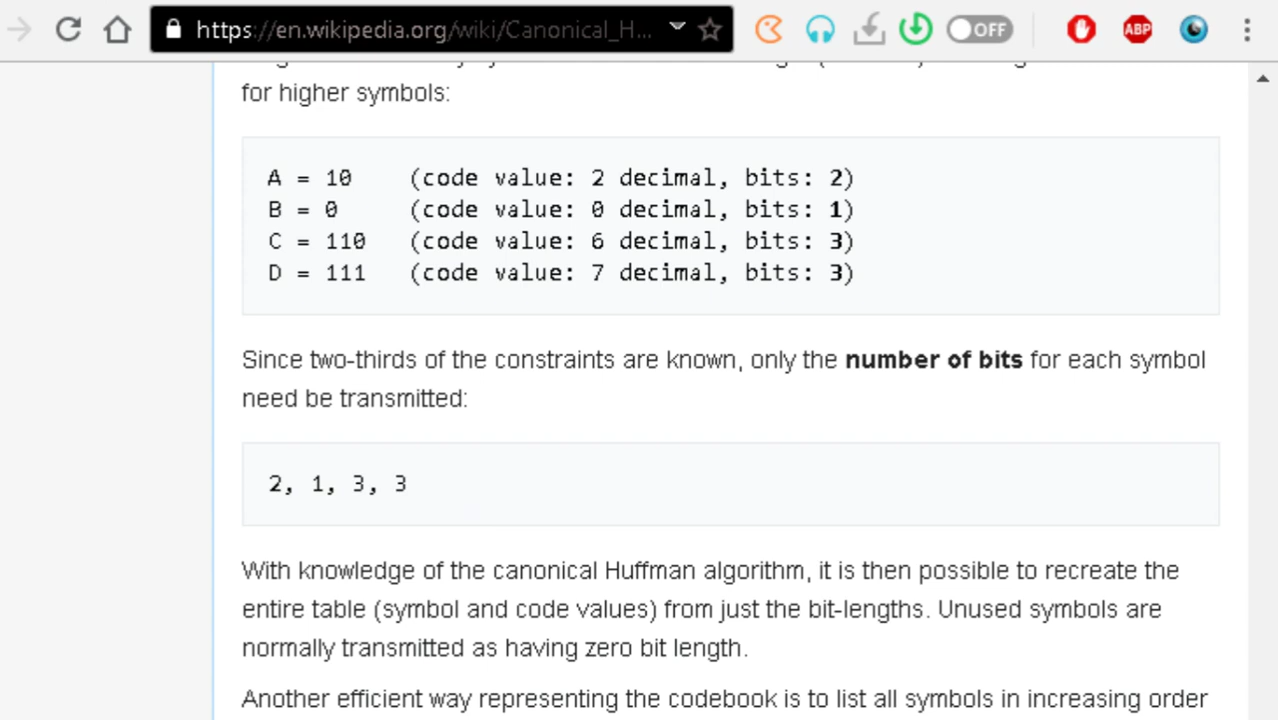 https://en.wikipedia.org/wiki/Canonical_H...
OFF
ABP
for higher symbols:
A = 10 (code value: 2 decimal, bits: 2)
B = 0 (code value: 0 decimal, bits: 1)
C = 110 (code value: 6 decimal, bits: 3)
D = 111 (code value: 7 decimal, bits: 3)
Since two-thirds of the constraints are known, only the number of bits for each symbol
need be transmitted:
2, 1, 3, 3
With knowledge of the canonical Huffman algorithm, it is then possible to recreate the
entire table (symbol and code values) from just the bit-lengths. Unused symbols are
normally transmitted as having zero bit length.
Another efficient way representing the codebook is to list all symbols in increasing order